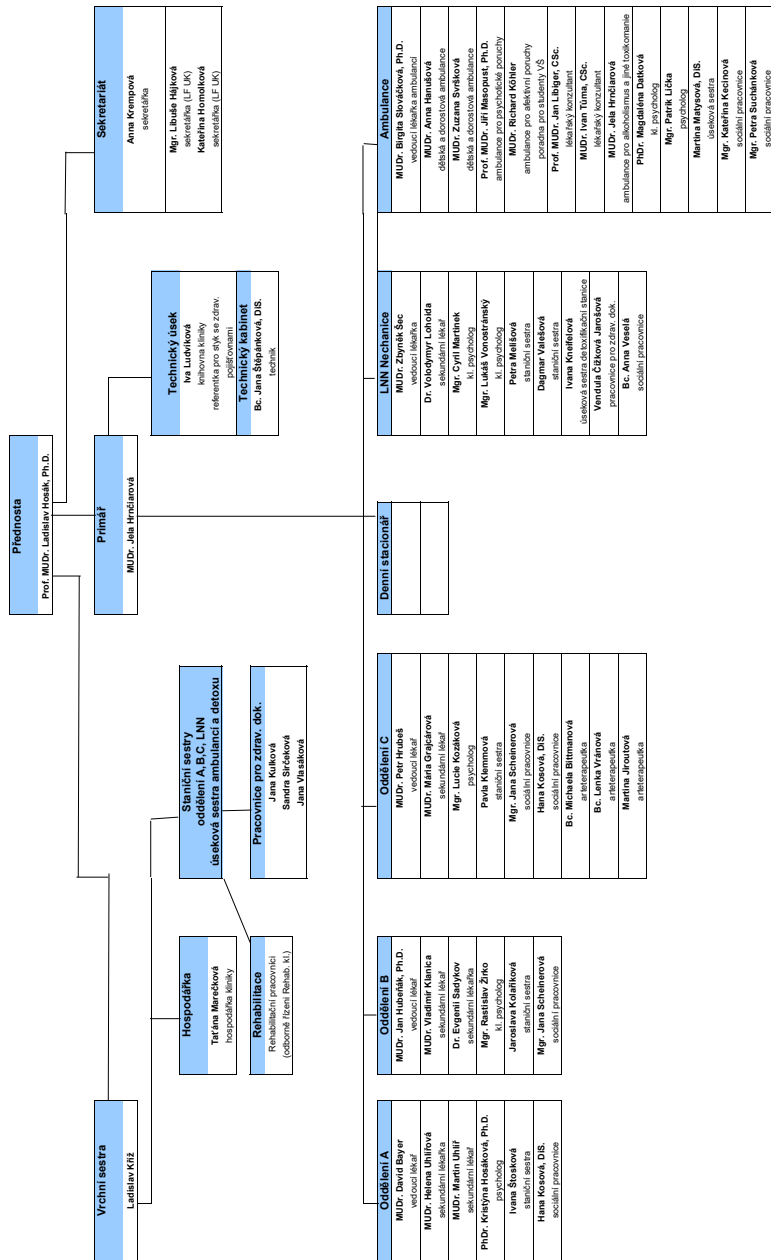 Přednosta
Prof. MUDr. Ladislav Hosák, Ph.D.
Vrchní sestra
Ladislav Kříž
Primář
MUDr. Jela Hrnčiarová
Sekretariát
Anna Krempová
sekretářka
Mgr. Libuše Hájková
sekretářka (LF UK)
Kateřina Homolková
sekretářka (LF UK)
Hospodářka
Taťána Marečková
hospodářka kliniky
Staniční sestry
oddělení A, B,C, LNN
úseková sestra ambulancí a detoxu
Technický úsek
Iva Ludvíková
knihovna kliniky
referentka pro styk se zdrav.
pojišťovnami
Technický kabinet
Bc. Jana Štěpánková, DiS.
technik
Rehabilitace
Rehabilitační pracovníci
(odborně řízeni Rehab. kl.)
Pracovnice pro zdrav. dok.
Jana Kulková
Sandra Sirčeková
Jana Vlasáková
Oddělení A
MUDr. David Bayer
vedoucí lékař
MUDr. Helena Uhlířová
sekundární lékařka
MUDr. Martin Uhlíř
sekundární lékař
PhDr. Kristýna Hosáková, Ph.D.
psycholog
Ivana Štosková
staniční sestra
Hana Kosová, DiS.
sociální pracovnice
Oddělení B
MUDr. Jan Hubeňák, Ph.D.
vedoucí lékař
MUDr. Vladimír Klanica
sekundární lékař
Dr. Evgenii Sadykov
sekundární lékařka
Mgr. Rastislav Žirko
kl. psycholog
Jaroslava Kolaříková
staniční sestra
Mgr. Jana Scheinerová
sociální pracovnice
Oddělení C
MUDr. Petr Hrubeš
vedoucí lékař
MUDr. Mária Grajcárová
sekundární lékař
Mgr. Lucie Kozáková
psycholog
Pavla Klemmová
staniční sestra
Mgr. Jana Scheinerová
sociální pracovnice
Hana Kosová, DiS.
sociální pracovnice
Bc. Michaela Bittmanová
arteterapeutka
Bc. Lenka Vránová
arteterapeutka
Martina Jiroutová
arteterapeutka
Denní stacionář
LNN Nechanice
MUDr. Zbyněk Šec
vedoucí lékařka
Dr. Volodymyr Lohoida
sekundární lékař
Mgr. Cyril Martinek
kl. psycholog
Mgr. Lukáš Vonostránský
kl. psycholog
Petra Melišová
staniční sestra
Dagmar Valešová
staniční sestra
Ivana Kneifelová
úseková sestra detoxifikační stanice
Vendula Čížková Jarošová
pracovnice pro zdrav. dok.
Bc. Anna Veselá
sociální pracovnice
Ambulance
MUDr. Birgita Slováčková, Ph.D.
vedoucí lékařka ambulancí
MUDr. Anna Hanušová
dětská a dorostová ambulance
MUDr. Zuzana Svršková
dětská a dorostová ambulance
Prof. MUDr. Jiří Masopust, Ph.D.
ambulance pro psychotické poruchy
MUDr. Richard Köhler
ambulance pro afektivní poruchy
poradna pro studenty VŠ
Prof. MUDr. Jan Libiger, CSc.
lékařský konzultant
MUDr. Ivan Tůma, CSc.
lékařský konzultant
MUDr. Jela Hrnčiarová
ambulance pro alkoholismus a jiné toxikomanie
PhDr. Magdaléna Datková
kl. psycholog
Mgr. Patrik Lička
psycholog
Martina Matysová, DiS.
úseková sestra
Mgr. Kateřina Kecinová
sociální pracovnice
Mgr. Petra Suchánková
sociální pracovnice